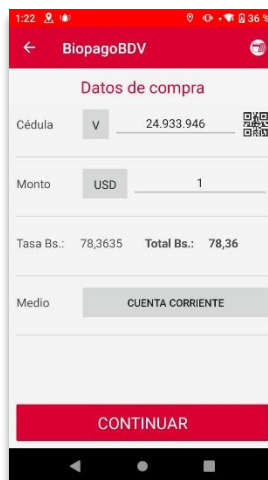 1:22 36 %
BiopagoBDV
Datos de compra
Cédula V 24.933.946
Monto USD 1
Tasa Bs.: 78,3635 Total Bs.: 78,36
Medio CUENTA CORRIENTE
CONTINUAR